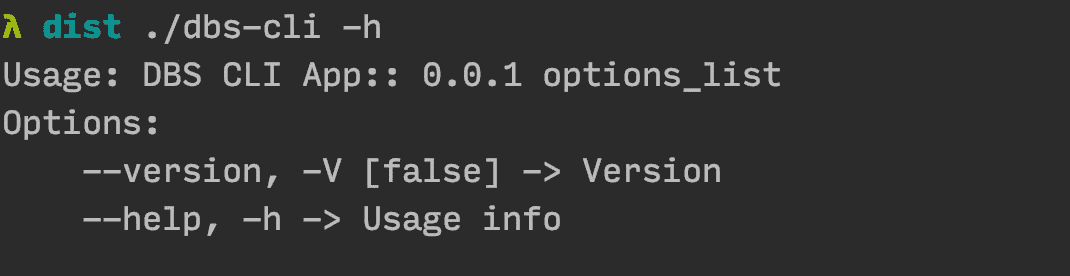 λ dist ./dbs-cli -h
Usage: DBS CLI App:: 0.0.1 options_list
Options:
    --version, -V [false] -> Version
    --help, -h -> Usage info